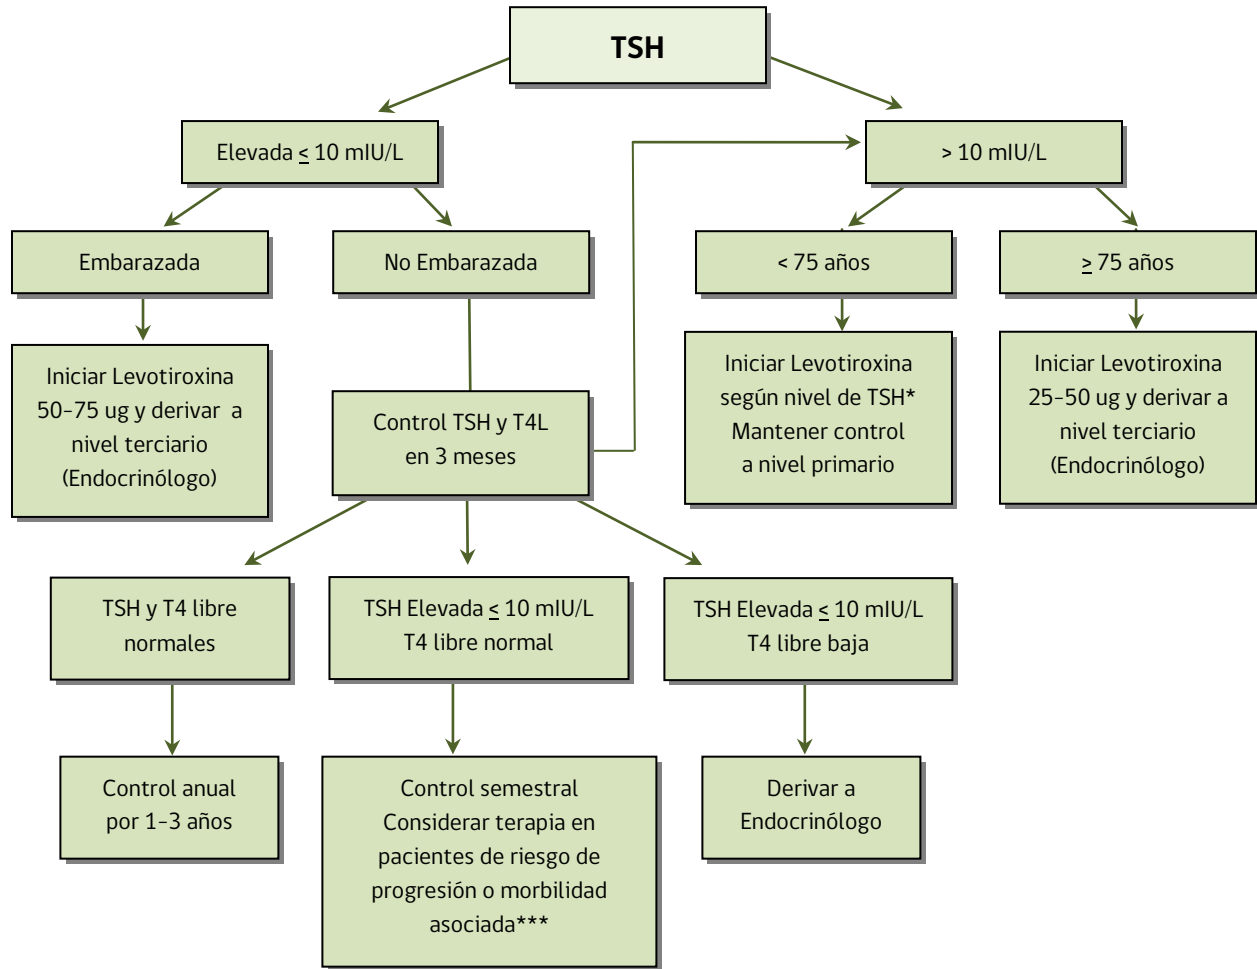 TSH
Elevada ≤ 10 mIU/L
> 10 mIU/L
Embarazada
No Embarazada
< 75 años
≥ 75 años
Iniciar Levotiroxina
50-75 ug y derivar a
nivel terciario
(Endocrinólogo)
Control TSH y T4L
en 3 meses
Iniciar Levotiroxina
según nivel de TSH*
Mantener control
a nivel primario
Iniciar Levotiroxina
25-50 ug y derivar a
nivel terciario
(Endocrinólogo)
TSH y T4 libre
normales
TSH Elevada ≤ 10 mIU/L
T4 libre normal
TSH Elevada ≤ 10 mIU/L
T4 libre baja
Control anual
por 1-3 años
Control semestral
Considerar terapia en
pacientes de riesgo de
progresión o morbilidad
asociada***
Derivar a
Endocrinólogo